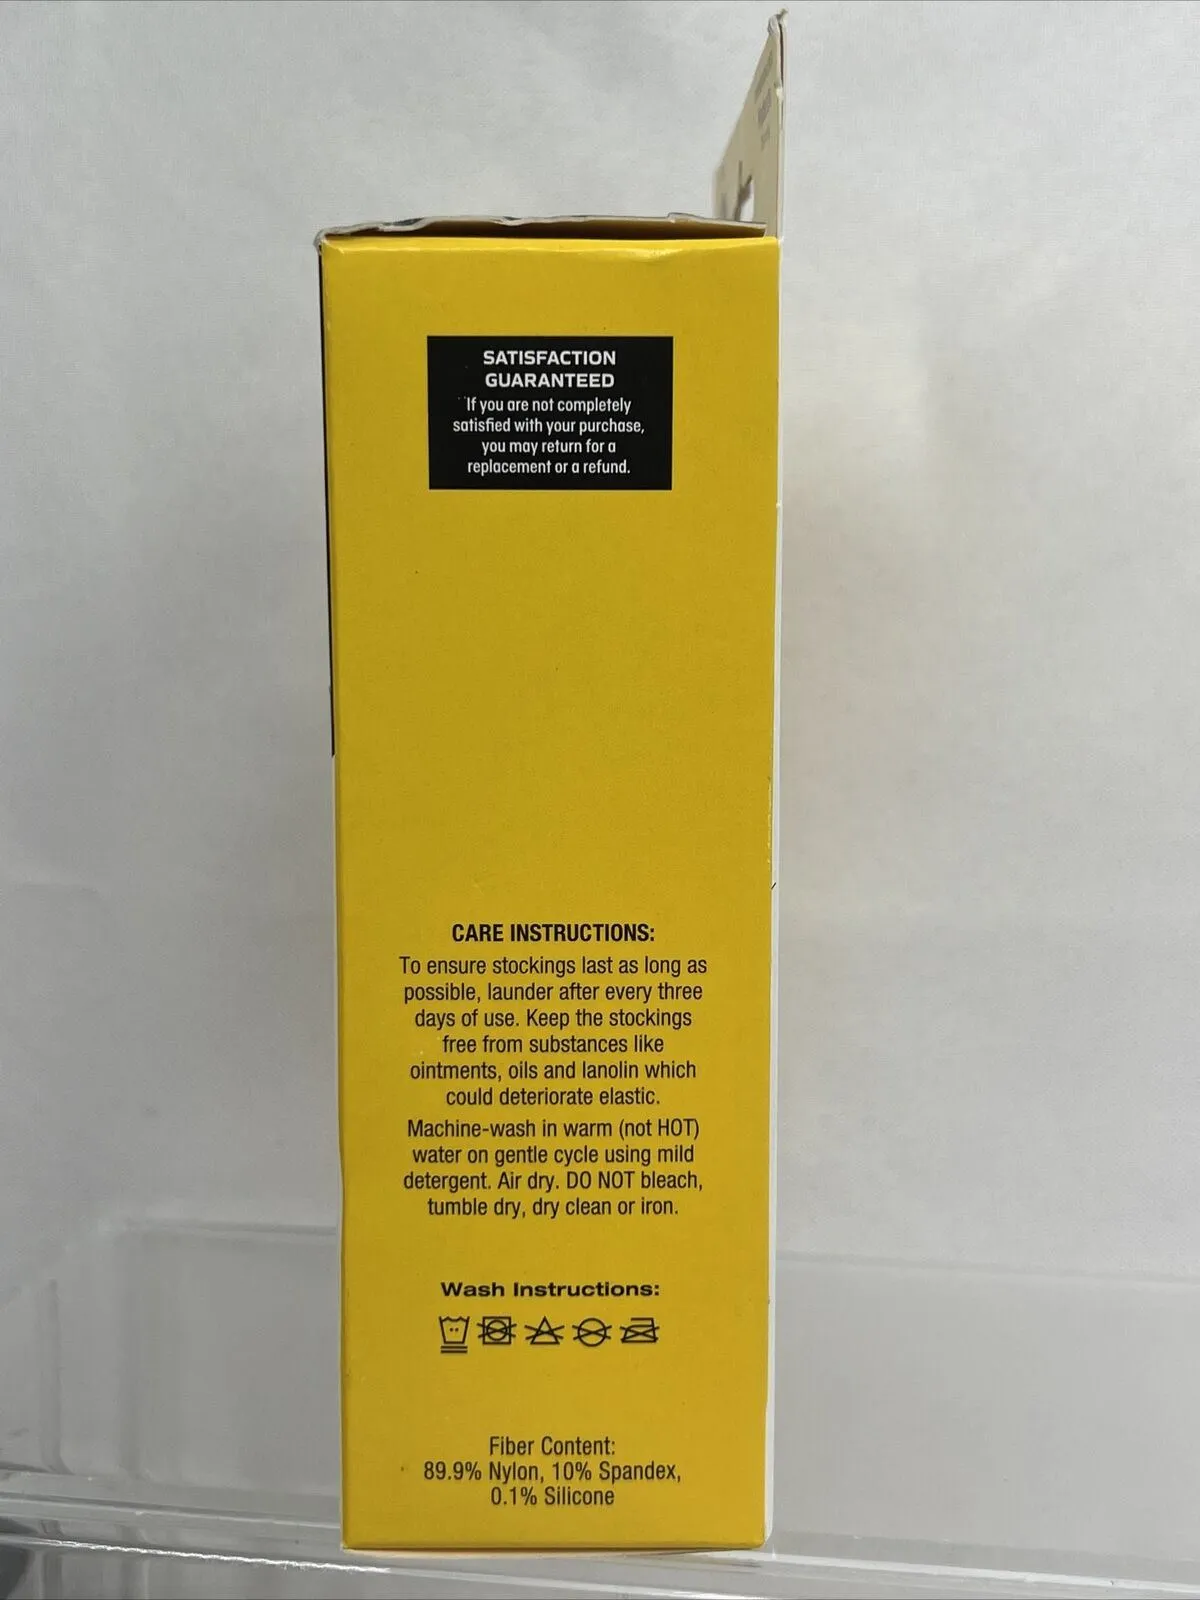 SATISFACTION
GUARANTEED
If you are not completely
satisfied with your purchase,
you may return for a
replacement or a refund.
CARE INSTRUCTIONS:
To ensure stockings last as long as
possible, launder after every three
days of use. Keep the stockings
free from substances like
ointments, oils and lanolin which
could deteriorate elastic.
Machine-wash in warm (not HOT)
water on gentle cycle using mild
detergent. Air dry. DO NOT bleach,
tumble dry, dry clean or iron.
Wash Instructions:
Fiber Content:
89.9% Nylon, 10% Spandex,
0.1% Silicone